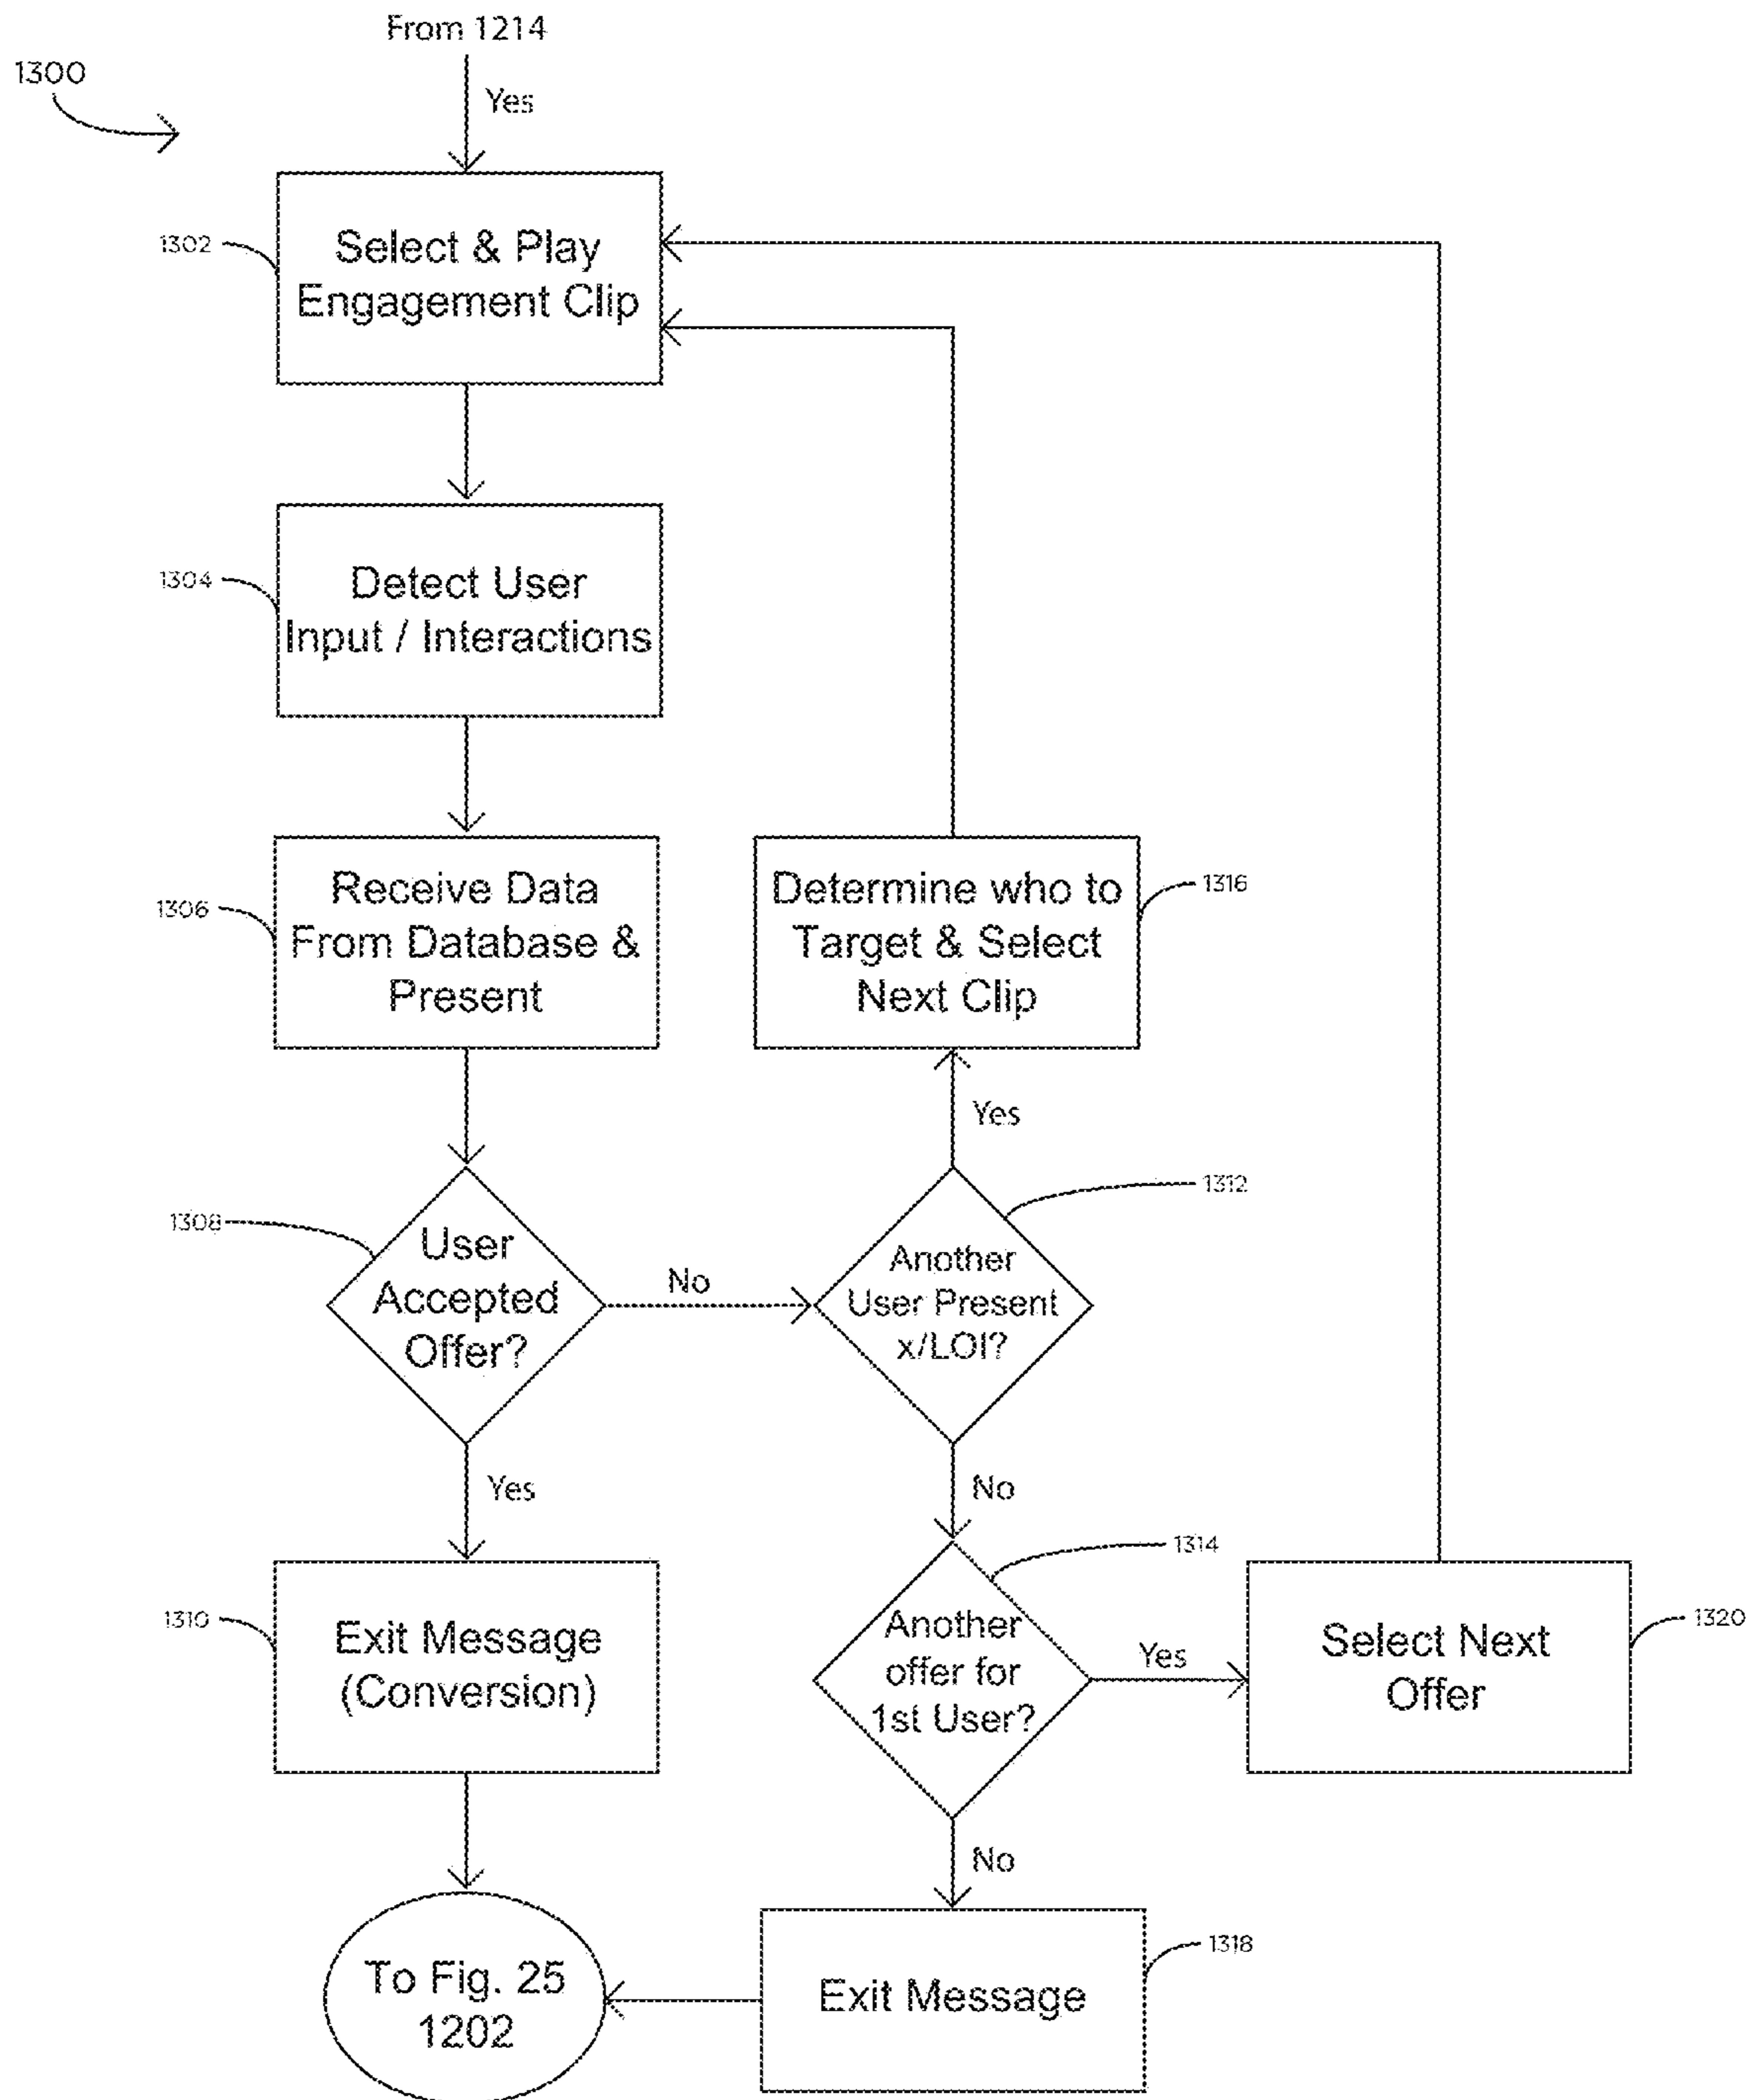 From 1214
1300
Yes
1302
Select & Play
Engagement Clip
1304
Detect User
Input / Interactions
1306
Receive Data
From Database &
Present
Determine who to
Target & Select
Next Clip
1316
Yes
1308
User
Accepted
Offer?
No
1312
Another
User Present
x/LOI?
Yes
No
1310
Exit Message
(Conversion)
1314
Another
offer for
1st User?
Yes
Select Next
Offer
1320
No
To Fig. 25
1202
Exit Message
1318